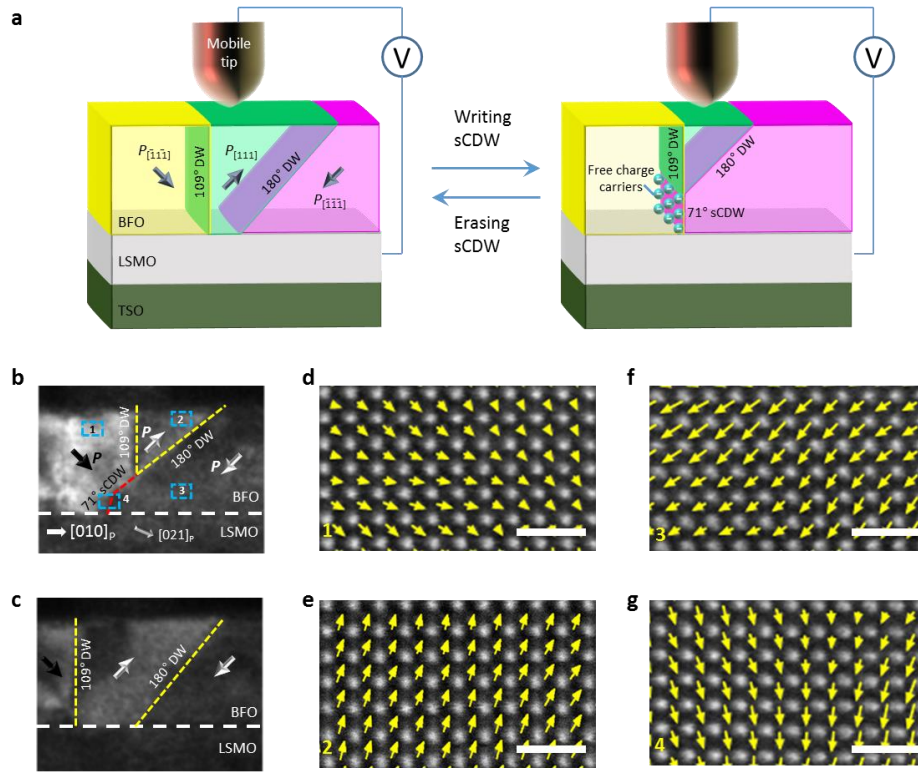 a
Mobile
tip
V
P[1̄1̄1̄]
109° DW
P[111]
180° DW
P[1̄1̄1̄]
BFO
LSMO
TSO
Writing
sCDW
Erasing
sCDW
V
109° DW
180° DW
Free charge
carriers
71° sCDW
b
1
109° DW
2
P
180° DW
P
P
71° sCDW
3
4
BFO
[010]P
[021]P
LSMO
c
109° DW
180° DW
BFO
LSMO
d
1
e
2
f
3
g
4